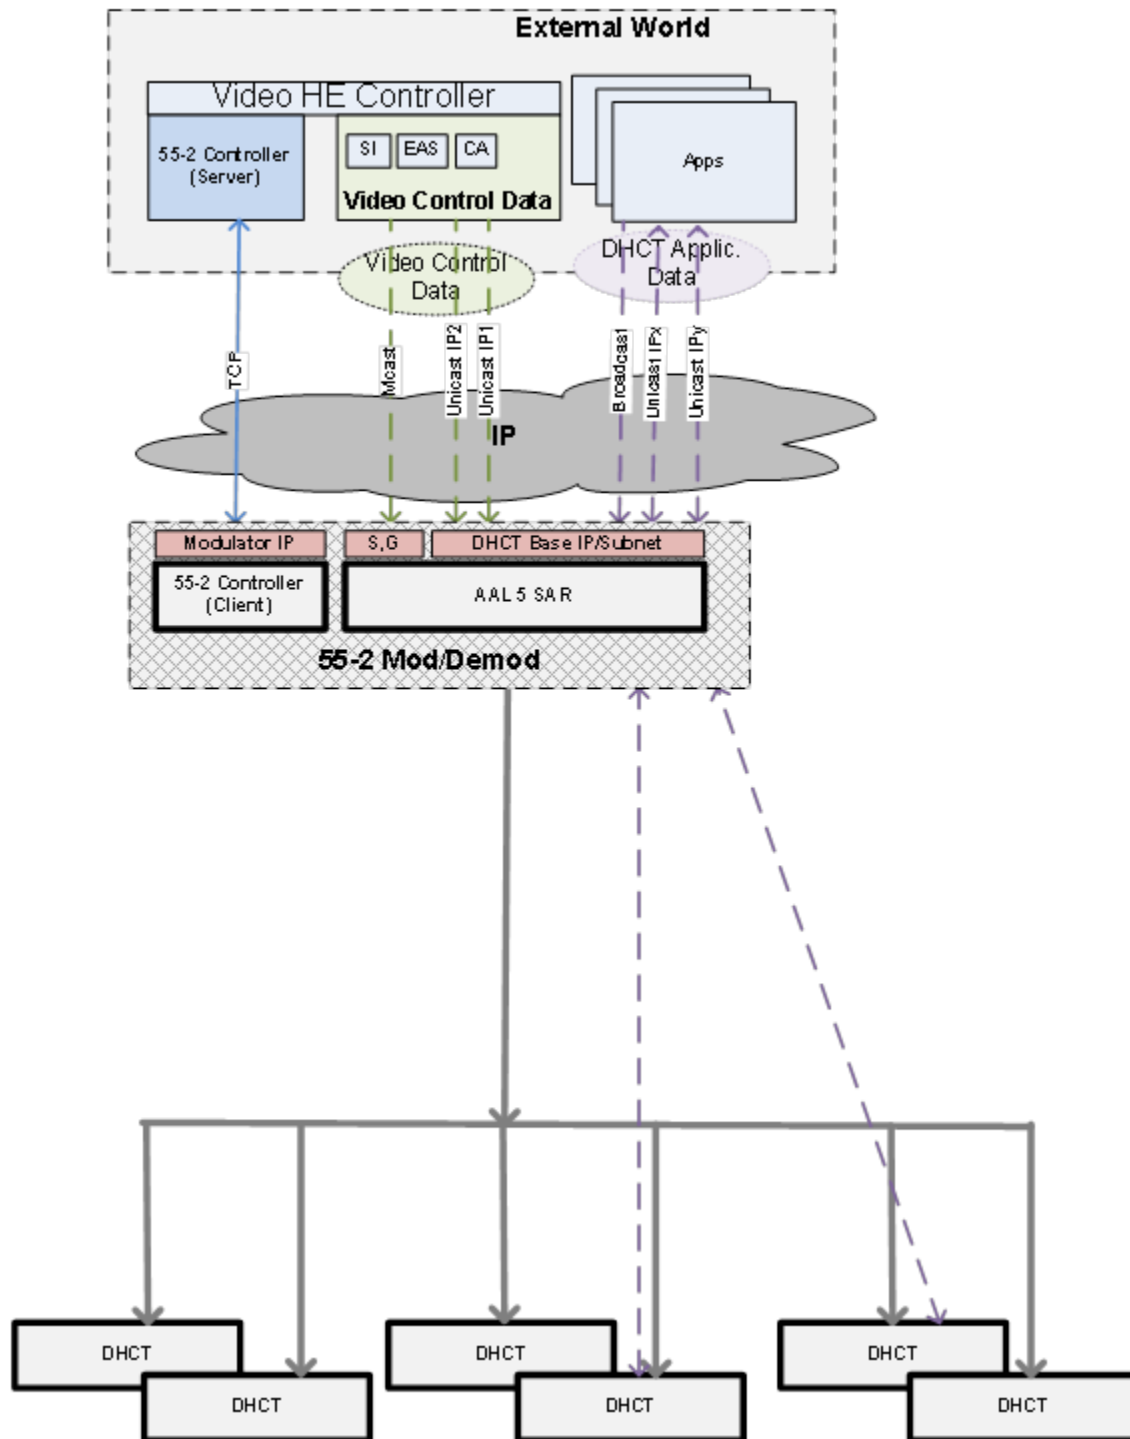 External World
Video HE Controller
55-2 Controller
(Server)
SI
EAS
CA
Video Control Data
Apps
Video Control
Data
DHCT Applic.
Data
TCP
Mcast
Unicast IP2
Unicast IP1
Broadcast
Unicast IPx
Unicast IPy
IP
Modulator IP
S,G
DHCT Base IP/Subnet
55-2 Controller
(Client)
AAL 5 SAR
55-2 Mod/Demod
DHCT
DHCT
DHCT
DHCT
DHCT
DHCT